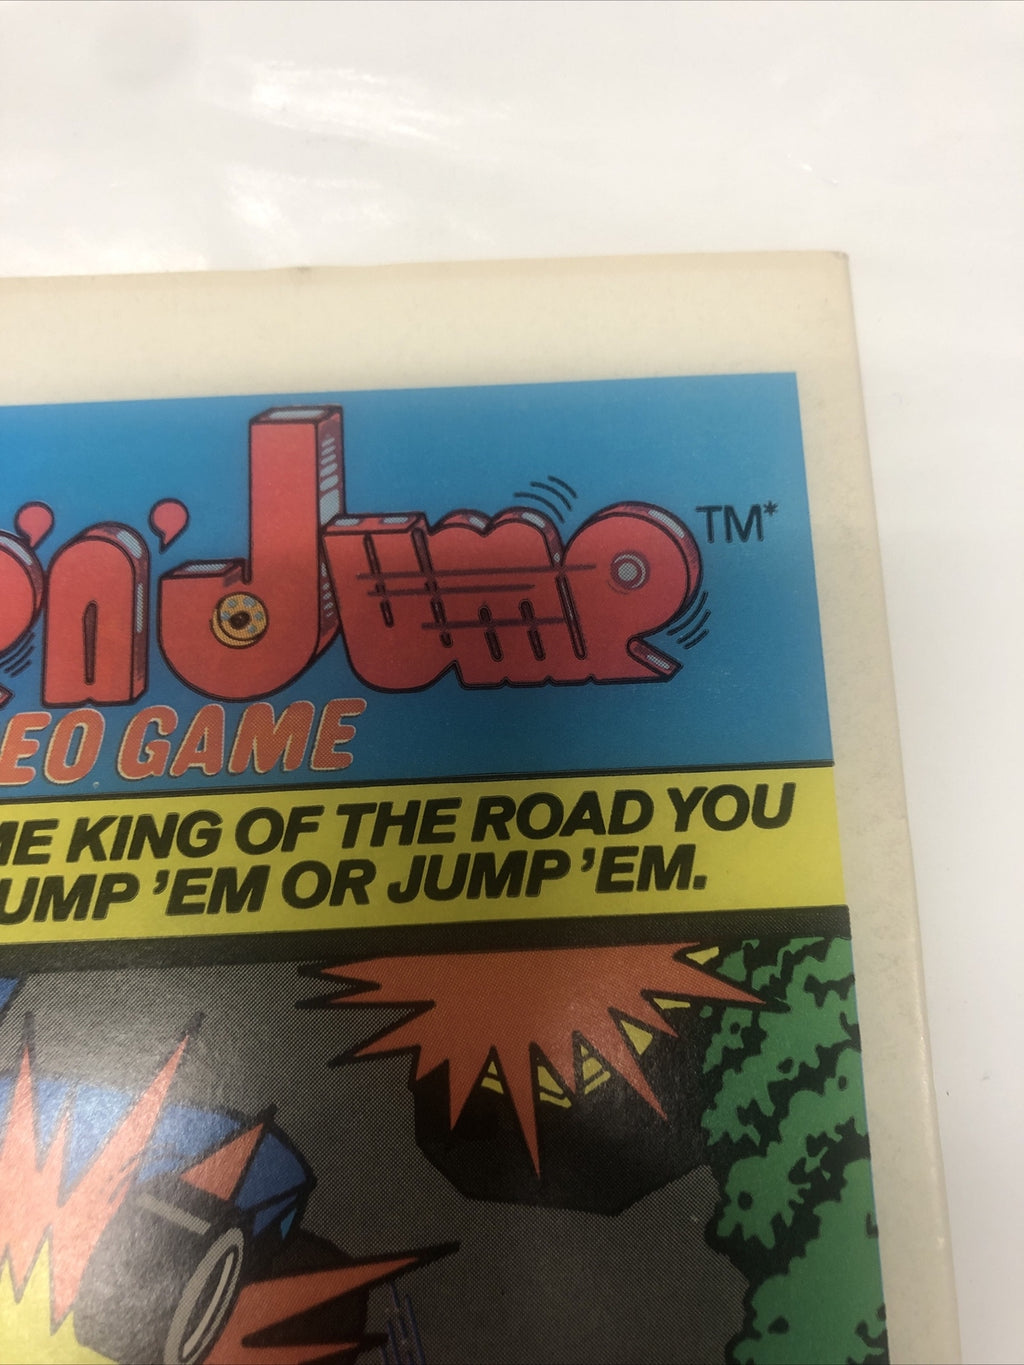 'n' Jump TM*
EO GAME
ME KING OF THE ROAD YOU
UMP 'EM OR JUMP 'EM.